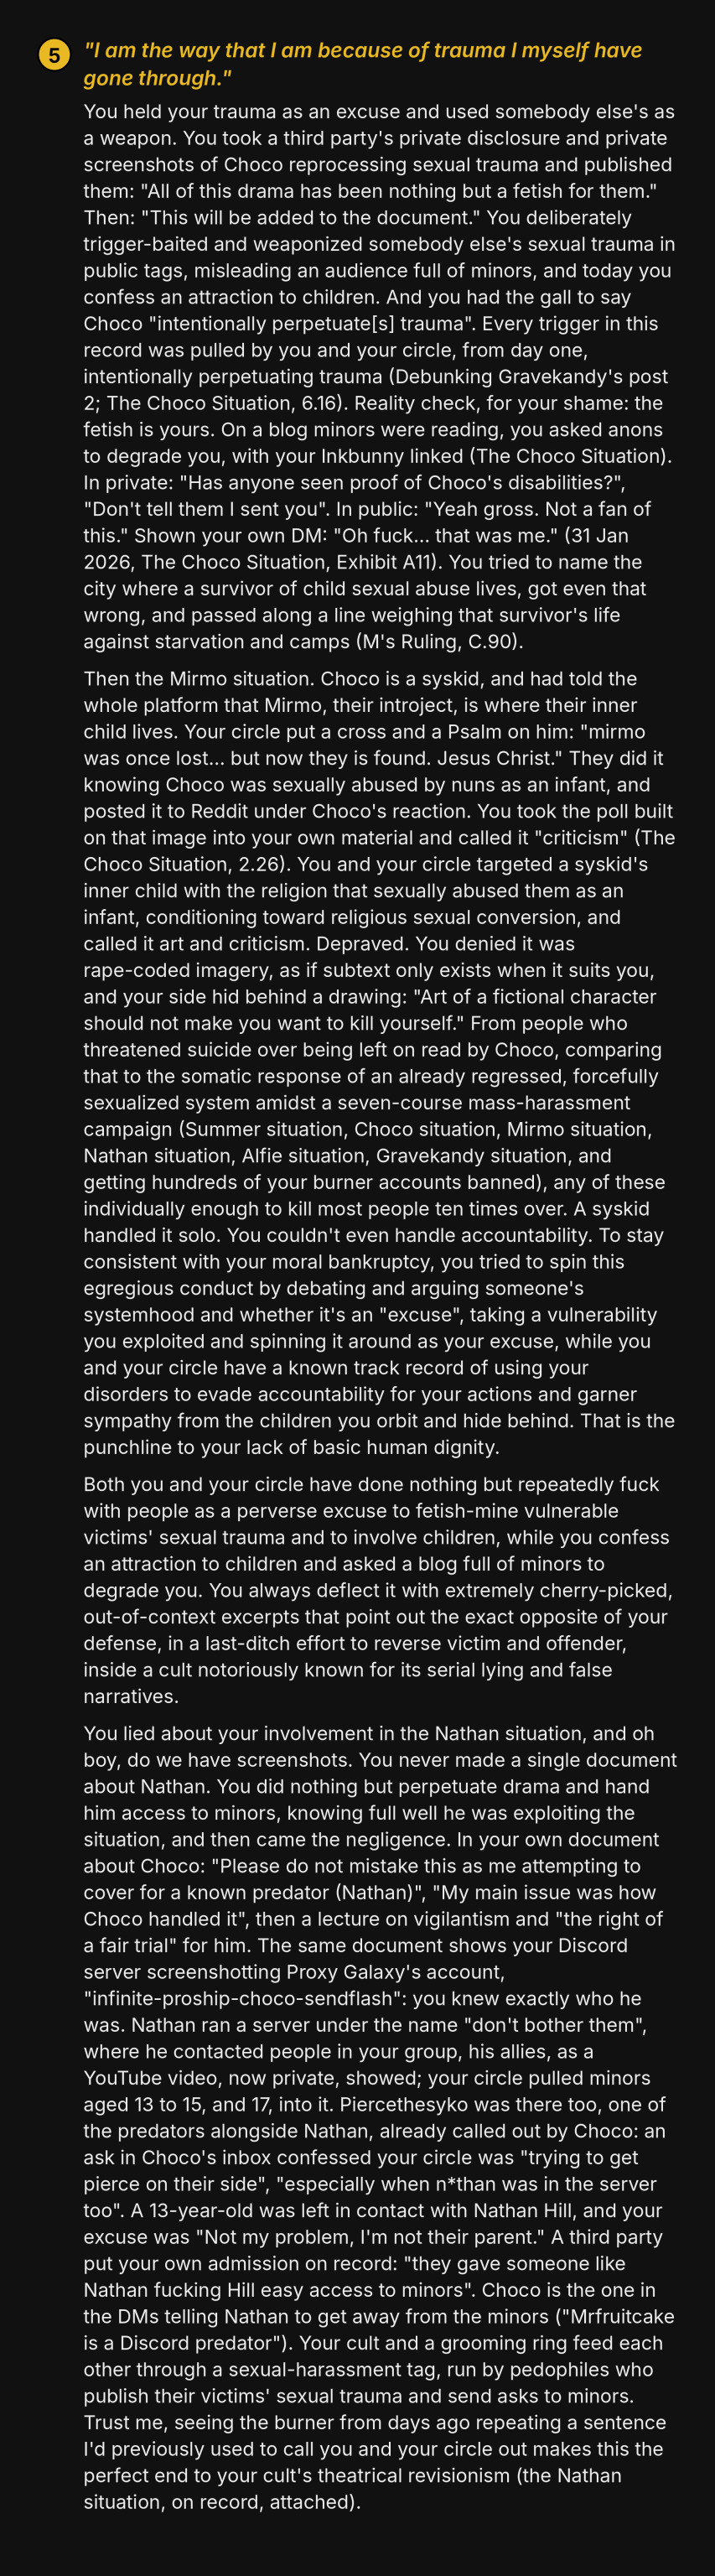 5
"I am the way that I am because of trauma I myself have
gone through."
You held your trauma as an excuse and used somebody else's as
a weapon. You took a third party's private disclosure and private
screenshots of Choco reprocessing sexual trauma and published
them: "All of this drama has been nothing but a fetish for them."
Then: "This will be added to the document." You deliberately
trigger-baited and weaponized somebody else's sexual trauma in
public tags, misleading an audience full of minors, and today you
confess an attraction to children. And you had the gall to say
Choco "intentionally perpetuate[s] trauma". Every trigger in this
record was pulled by you and your circle, from day one,
intentionally perpetuating trauma (Debunking Gravekandy's post
2; The Choco Situation, 6.16). Reality check, for your shame: the
fetish is yours. On a blog minors were reading, you asked anons
to degrade you, with your Inkbunny linked (The Choco Situation).
In private: "Has anyone seen proof of Choco's disabilities?",
"Don't tell them I sent you". In public: "Yeah gross. Not a fan of
this." Shown your own DM: "Oh fuck... that was me." (31 Jan
2026, The Choco Situation, Exhibit A11). You tried to name the
city where a survivor of child sexual abuse lives, got even that
wrong, and passed along a line weighing that survivor's life
against starvation and camps (M's Ruling, C.90).
Then the Mirmo situation. Choco is a syskid, and had told the
whole platform that Mirmo, their introject, is where their inner
child lives. Your circle put a cross and a Psalm on him: "mirmo
was once lost... but now they is found. Jesus Christ." They did it
knowing Choco was sexually abused by nuns as an infant, and
posted it to Reddit under Choco's reaction. You took the poll built
on that image into your own material and called it "criticism" (The
Choco Situation, 2.26). You and your circle targeted a syskid's
inner child with the religion that sexually abused them as an
infant, conditioning toward religious sexual conversion, and
called it art and criticism. Depraved. You denied it was
rape-coded imagery, as if subtext only exists when it suits you,
and your side hid behind a drawing: "Art of a fictional character
should not make you want to kill yourself." From people who
threatened suicide over being left on read by Choco, comparing
that to the somatic response of an already regressed, forcefully
sexualized system amidst a seven-course mass-harassment
campaign (Summer situation, Choco situation, Mirmo situation,
Nathan situation, Alfie situation, Gravekandy situation, and
getting hundreds of your burner accounts banned), any of these
individually enough to kill most people ten times over. A syskid
handled it solo. You couldn't even handle accountability. To stay
consistent with your moral bankruptcy, you tried to spin this
egregious conduct by debating and arguing someone's
systemhood and whether it's an "excuse", taking a vulnerability
you exploited and spinning it around as your excuse, while you
and your circle have a known track record of using your
disorders to evade accountability for your actions and garner
sympathy from the children you orbit and hide behind. That is the
punchline to your lack of basic human dignity.
Both you and your circle have done nothing but repeatedly fuck
with people as a perverse excuse to fetish-mine vulnerable
victims' sexual trauma and to involve children, while you confess
an attraction to children and asked a blog full of minors to
degrade you. You always deflect it with extremely cherry-picked,
out-of-context excerpts that point out the exact opposite of your
defense, in a last-ditch effort to reverse victim and offender,
inside a cult notoriously known for its serial lying and false
narratives.
You lied about your involvement in the Nathan situation, and oh
boy, do we have screenshots. You never made a single document
about Nathan. You did nothing but perpetuate drama and hand
him access to minors, knowing full well he was exploiting the
situation, and then came the negligence. In your own document
about Choco: "Please do not mistake this as me attempting to
cover for a known predator (Nathan)", "My main issue was how
Choco handled it", then a lecture on vigilantism and "the right of
a fair trial" for him. The same document shows your Discord
server screenshotting Proxy Galaxy's account,
"infinite-proship-choco-sendflash": you knew exactly who he
was. Nathan ran a server under the name "don't bother them",
where he contacted people in your group, his allies, as a
YouTube video, now private, showed; your circle pulled minors
aged 13 to 15, and 17, into it. Piercethesyko was there too, one of
the predators alongside Nathan, already called out by Choco: an
ask in Choco's inbox confessed your circle was "trying to get
pierce on their side", "especially when n*than was in the server
too". A 13-year-old was left in contact with Nathan Hill, and your
excuse was "Not my problem, I'm not their parent." A third party
put your own admission on record: "they gave someone like
Nathan fucking Hill easy access to minors". Choco is the one in
the DMs telling Nathan to get away from the minors ("Mrfruitcake
is a Discord predator"). Your cult and a grooming ring feed each
other through a sexual-harassment tag, run by pedophiles who
publish their victims' sexual trauma and send asks to minors.
Trust me, seeing the burner from days ago repeating a sentence
I'd previously used to call you and your circle out makes this the
perfect end to your cult's theatrical revisionism (the Nathan
situation, on record, attached).